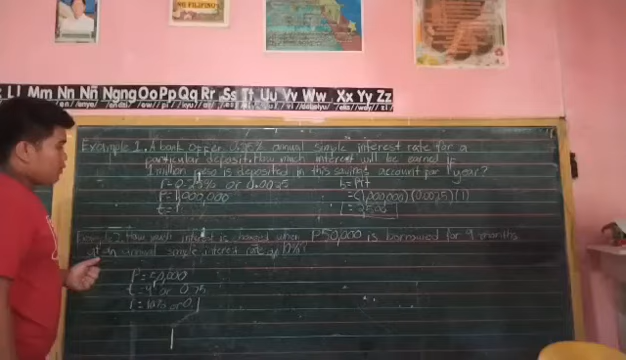 FILIPINO
Ll Mm Nn Ññ Ngng Oo Pp Qq Rr Ss Tt Uu Vv Ww Xx Yy Zz
Example 1. A bank offer 0.25% annual simple interest rate for a
particular deposit. How much interest will be earned if
1 million peso is deposited in this savings account for 1 year?
r = 0.25% or 0.0025
P = 1,000,000
t = 1
Is = Prt
= (1,000,000)(0.0025)(1)
= 2500
Example 2. How much interest is charged when P50,000 is borrowed for 9 months
at an annual simple interest rate of 10%?
P = 50,000
or 0.75
= 10% or 0.1